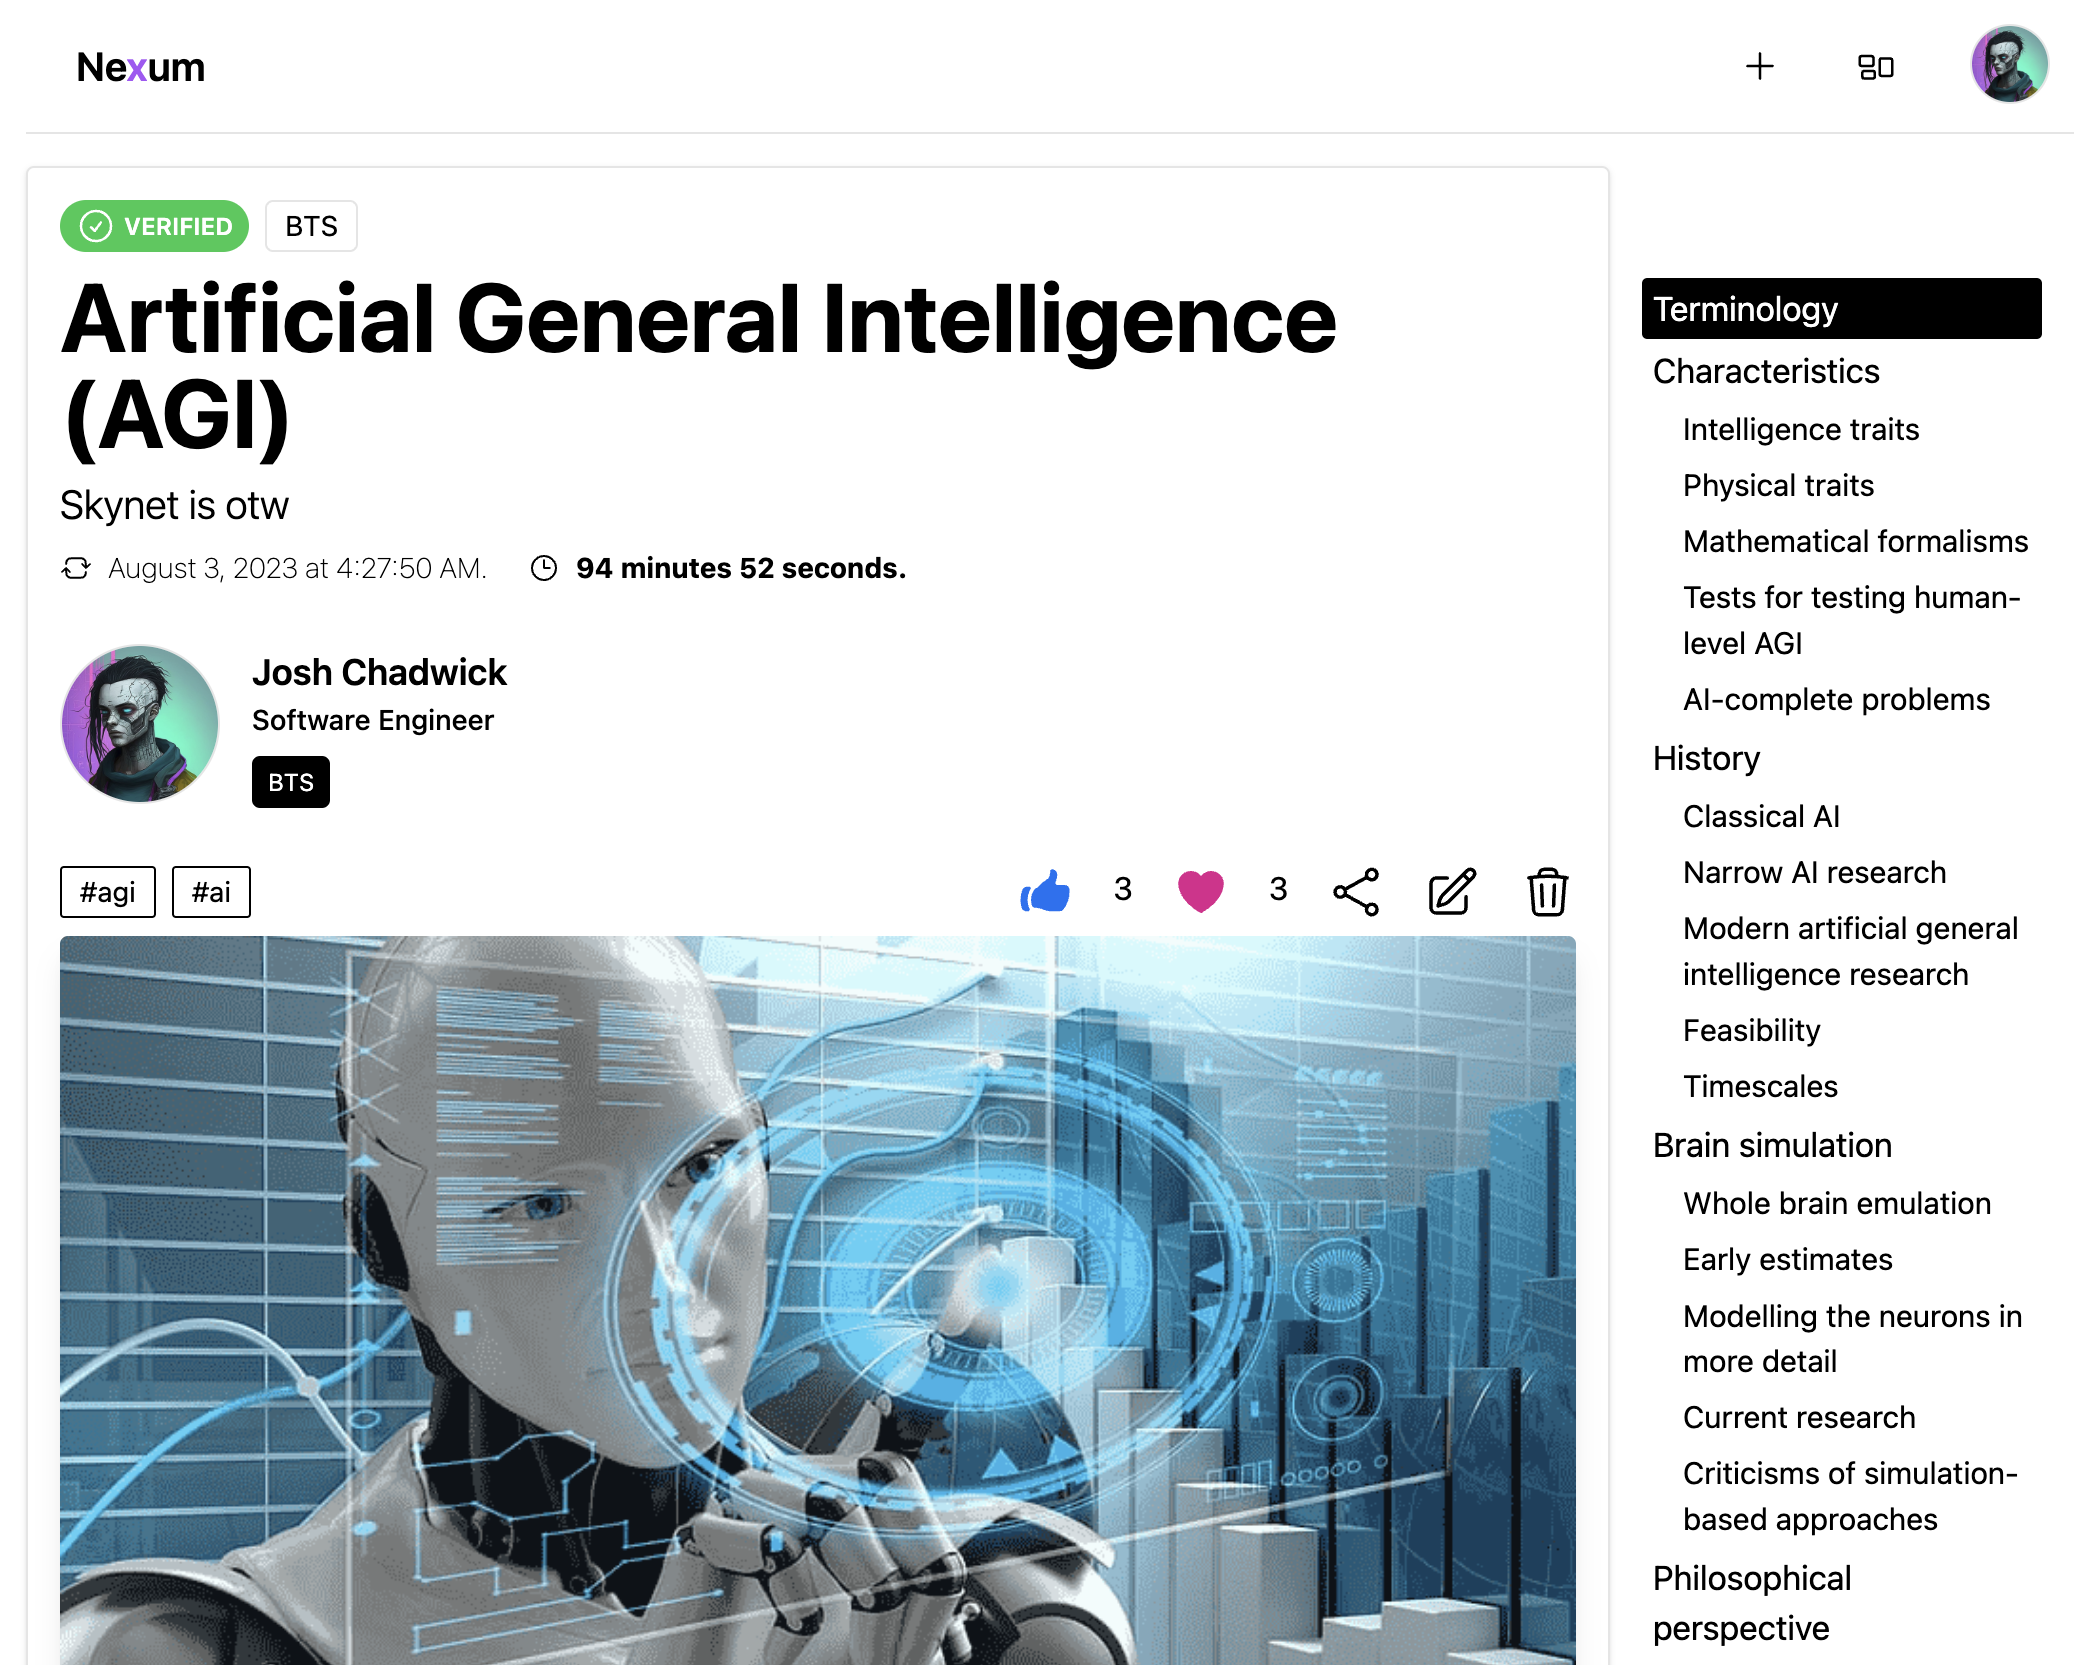 Nexum
VERIFIED
BTS
Artificial General Intelligence
(AGI)
Skynet is otw
August 3, 2023 at 4:27:50 AM.
94 minutes 52 seconds.
Josh Chadwick
Software Engineer
BTS
#agi
#ai
3
3
Terminology
Characteristics
Intelligence traits
Physical traits
Mathematical formalisms
Tests for testing human-
level AGI
AI-complete problems
History
Classical AI
Narrow AI research
Modern artificial general
intelligence research
Feasibility
Timescales
Brain simulation
Whole brain emulation
Early estimates
Modelling the neurons in
more detail
Current research
Criticisms of simulation-
based approaches
Philosophical
perspective